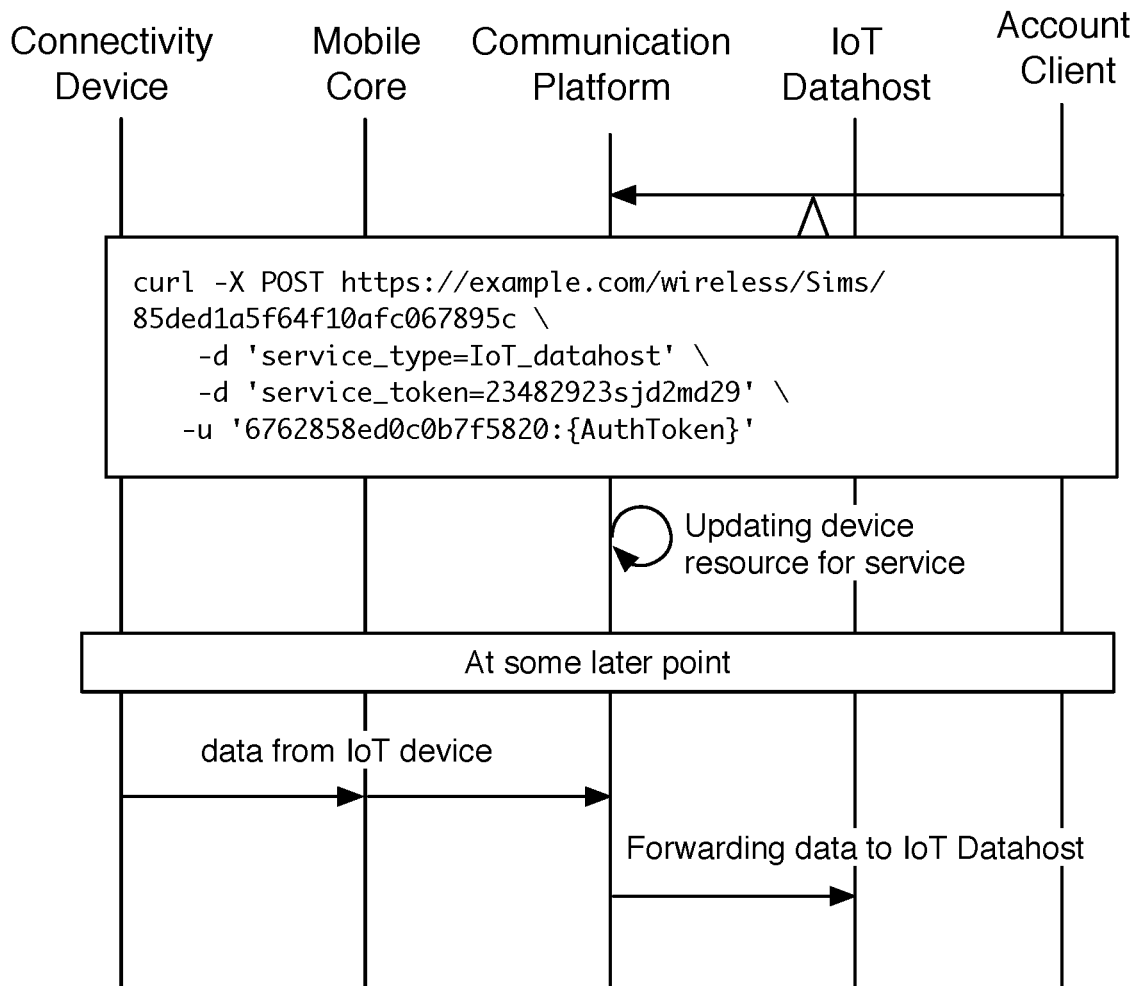 Connectivity
Device
Mobile
Core
Communication
Platform
IoT
Datahost
Account
Client
curl -X POST https://example.com/wireless/Sims/
85ded1a5f64f10afc067895c \
-d 'service_type=IoT_datahost' \
-d 'service_token=23482923sjd2md29' \
-u '6762858ed0c0b7f5820:{AuthToken}'
Updating device
resource for service
At some later point
data from IoT device
Forwarding data to IoT Datahost